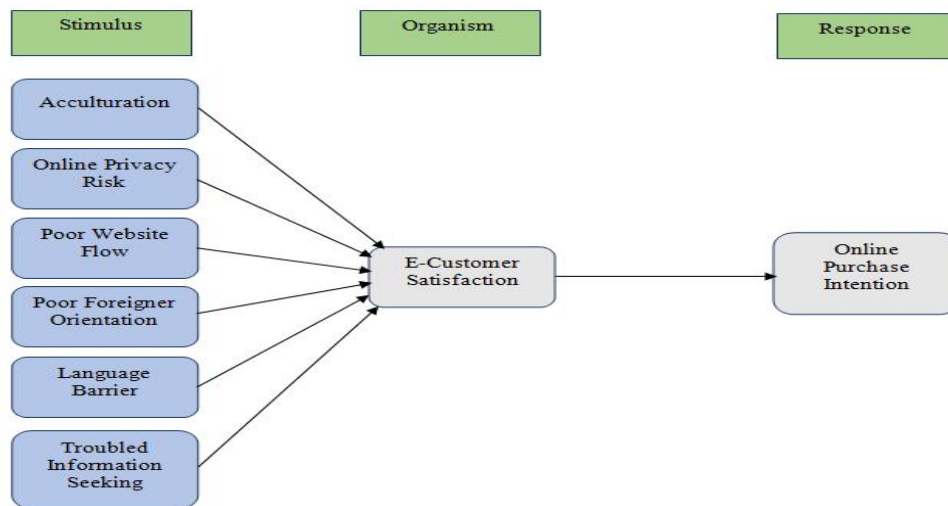 Stimulus
Organism
Response
Acculturation
Online Privacy
Risk
Poor Website
Flow
Poor Foreigner
Orientation
Language
Barrier
Troubled
Information
Seeking
E-Customer
Satisfaction
Online
Purchase
Intention